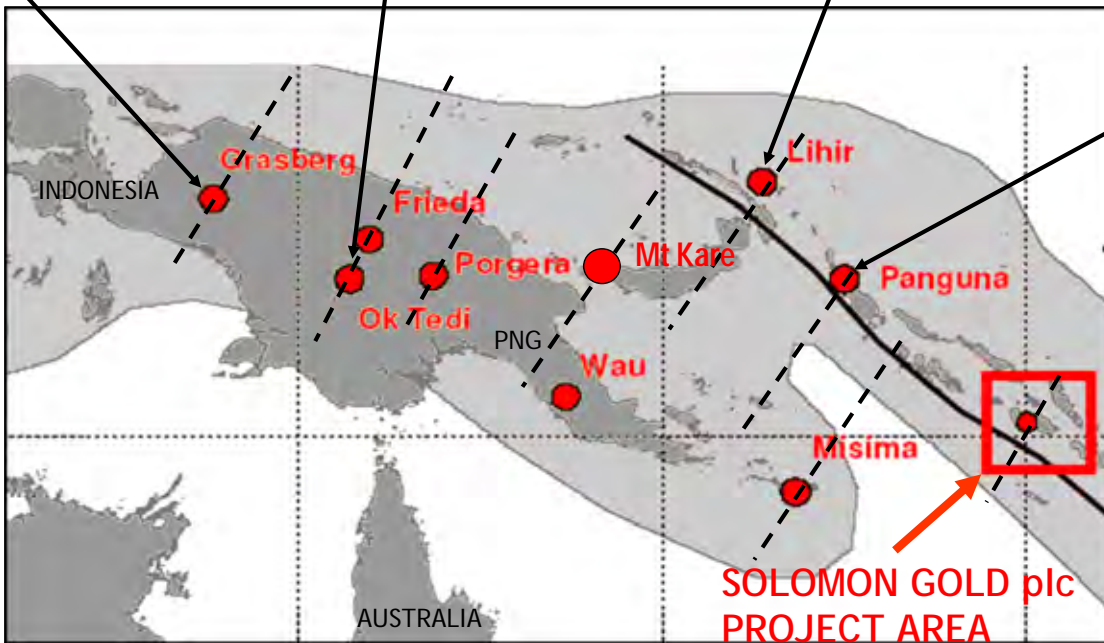 Grasberg
INDONESIA
Frieda
Porgera
Ok Tedi
PNG
Wau
Mt Kare
Lihir
Panguna
Misima
SOLOMON GOLD plc
PROJECT AREA
AUSTRALIA